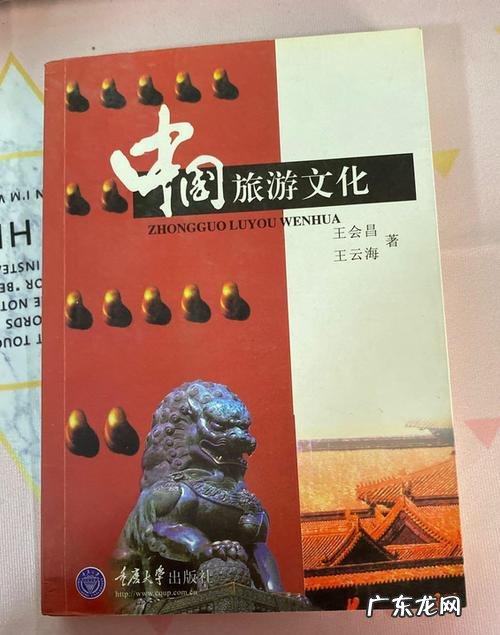 中国旅游文化
ZHONGGUO LUYOU WENHUA
王会昌
王云海 著
重庆大学出版社
http://www.cqup.com.cn
广东龙网